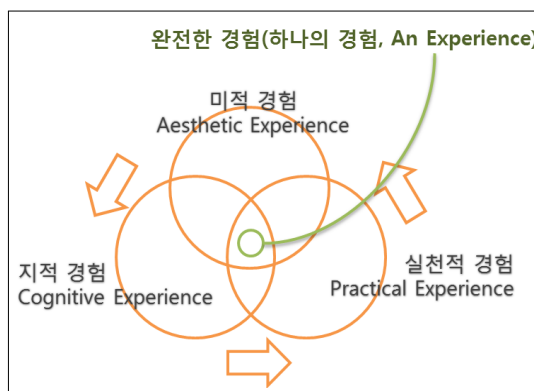 완전한 경험(하나의 경험, An Experience)
미적 경험
Aesthetic Experience
지적 경험
Cognitive Experience
실천적 경험
Practical Experience